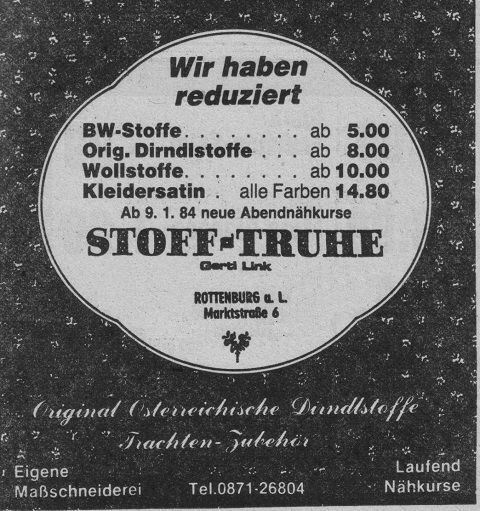 Wir haben
reduziert
BW-Stoffe. . . . . . . . ab 5.00
Orig. Dirndlstoffe . . . ab 8.00
Wollstoffe. . . . . . . . ab 10.00
Kleidersatin . alle Farben 14.80
Ab 9. 1. 84 neue Abendnähkurse
STOFF-TRUHE
Gerti Link
ROTTENBURG a. L.
Marktstraße 6
Original Österreichische Dirndlstoffe
Trachten-Zubehör
Eigene
Maßschneiderei
Tel.0871-26804
Laufend
Nähkurse